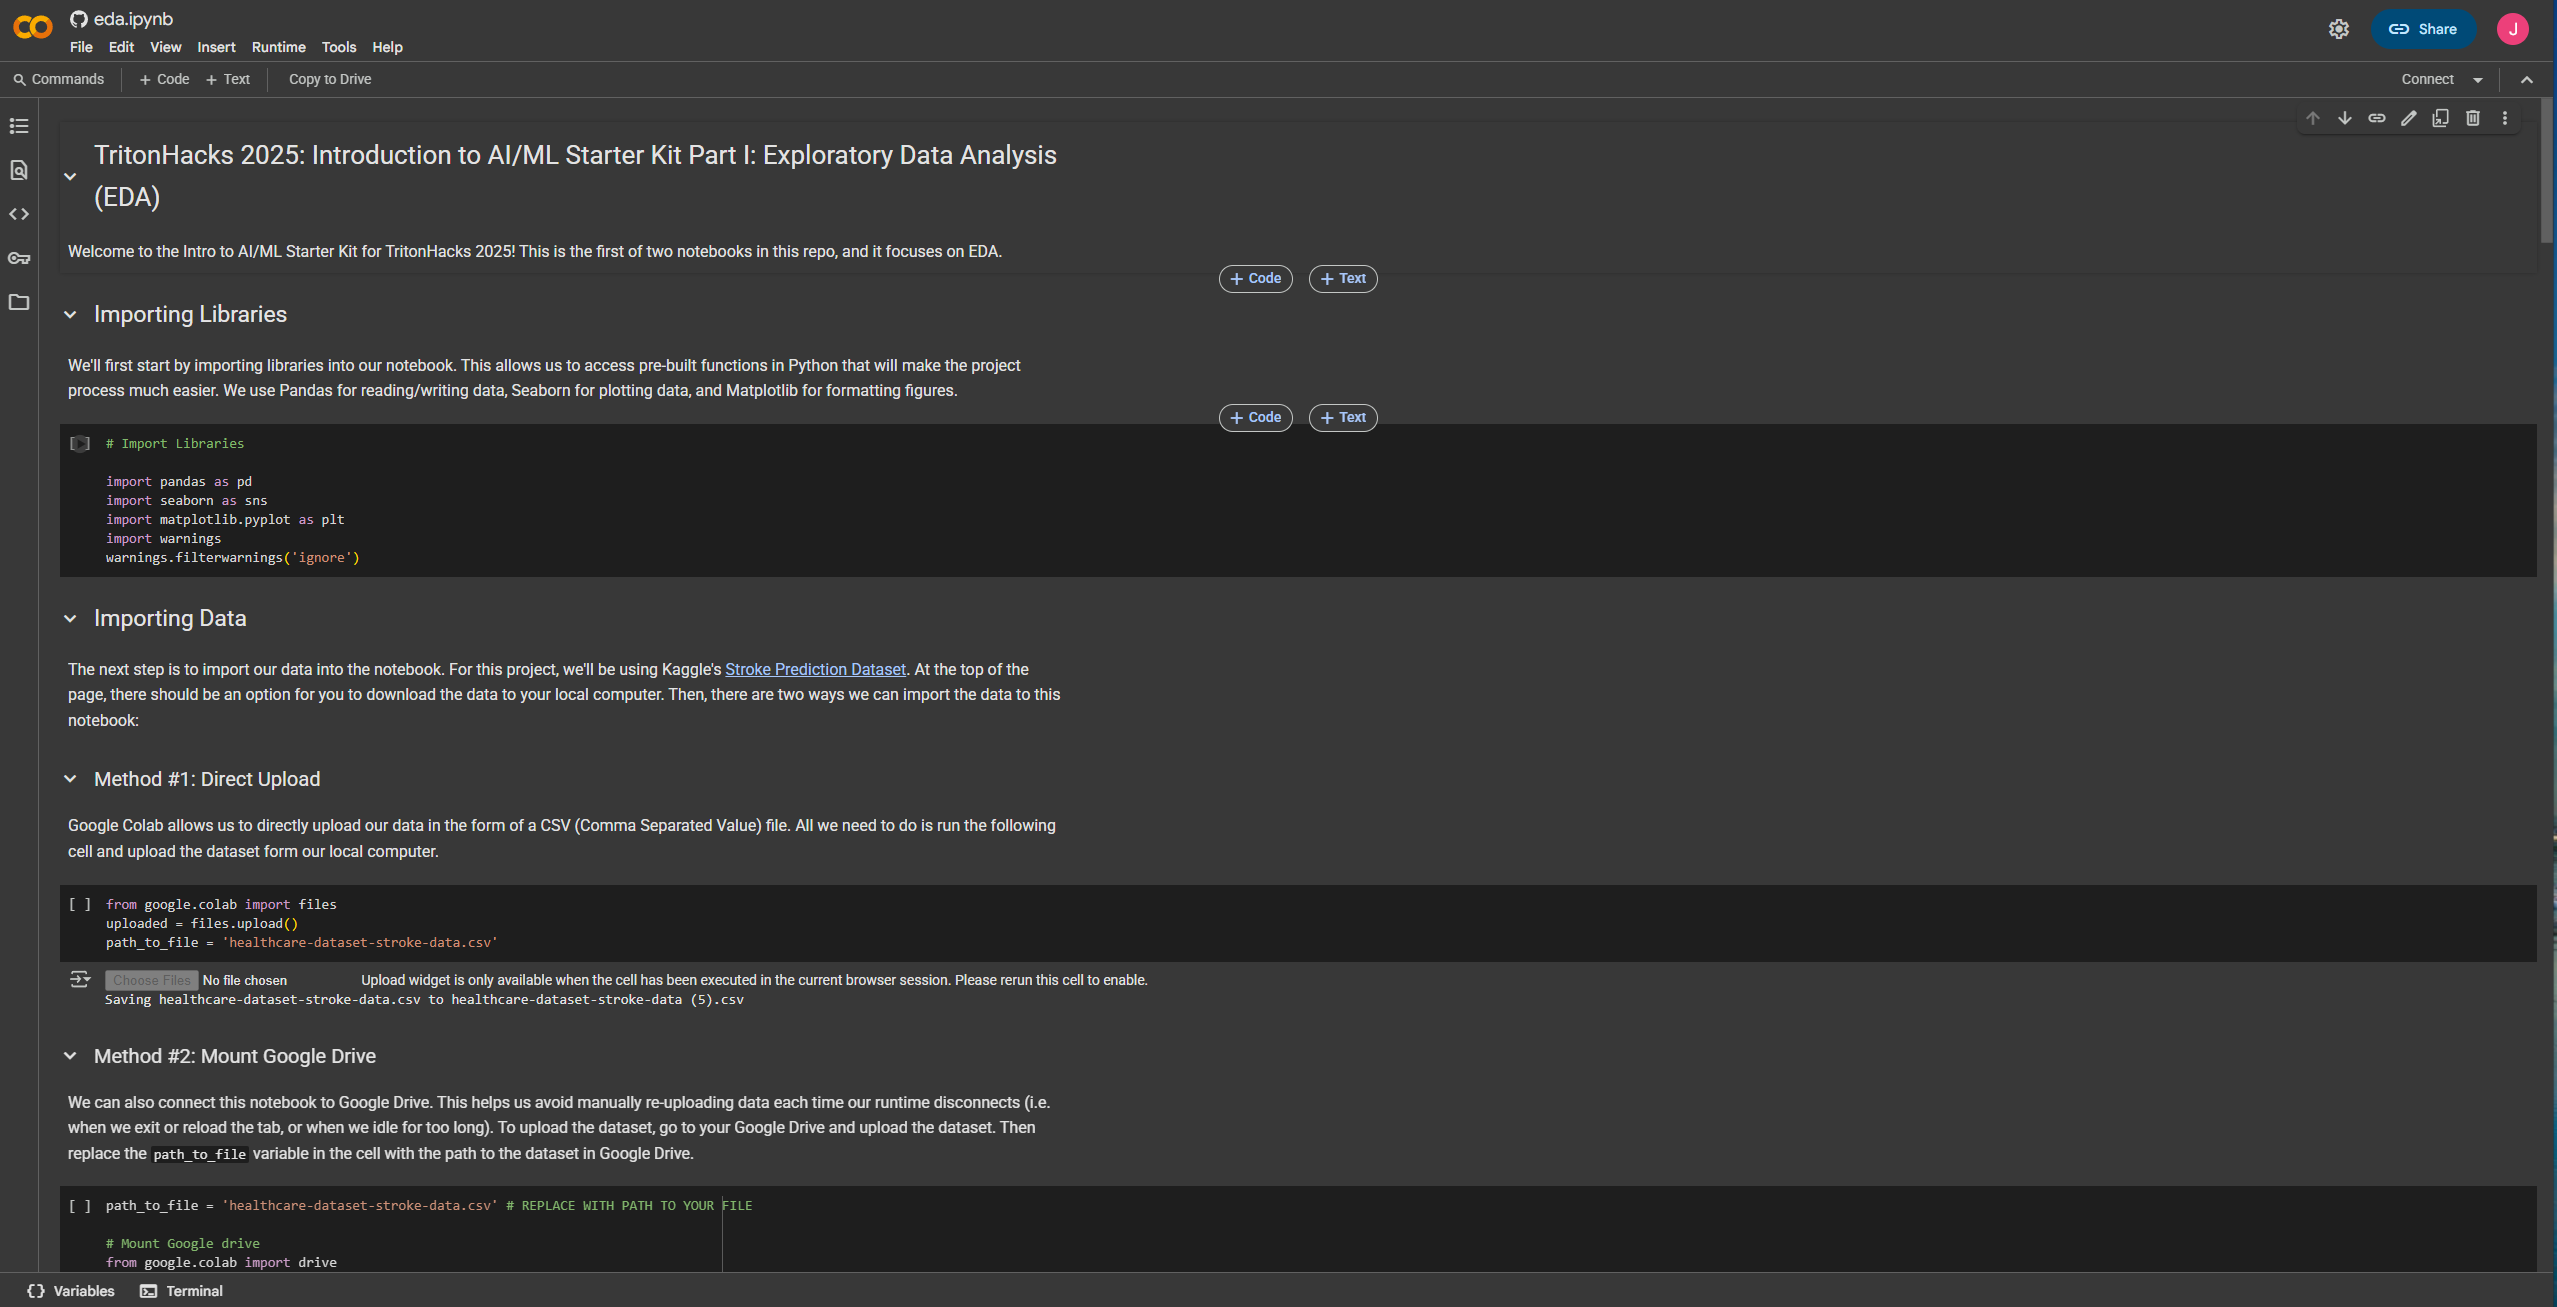 eda.ipynb
File Edit View Insert Runtime Tools Help
Share
J
Commands + Code + Text Copy to Drive
Connect
TritonHacks 2025: Introduction to AI/ML Starter Kit Part I: Exploratory Data Analysis
(EDA)
Welcome to the Intro to AI/ML Starter Kit for TritonHacks 2025! This is the first of two notebooks in this repo, and it focuses on EDA.
+ Code + Text
Importing Libraries
We'll first start by importing libraries into our notebook. This allows us to access pre-built functions in Python that will make the project
process much easier. We use Pandas for reading/writing data, Seaborn for plotting data, and Matplotlib for formatting figures.
+ Code + Text
[ ] # Import Libraries
import pandas as pd
import seaborn as sns
import matplotlib.pyplot as plt
import warnings
warnings.filterwarnings('ignore')
Importing Data
The next step is to import our data into the notebook. For this project, we'll be using Kaggle's Stroke Prediction Dataset. At the top of the
page, there should be an option for you to download the data to your local computer. Then, there are two ways we can import the data to this
notebook:
Method #1: Direct Upload
Google Colab allows us to directly upload our data in the form of a CSV (Comma Separated Value) file. All we need to do is run the following
cell and upload the dataset form our local computer.
[ ] from google.colab import files
uploaded = files.upload()
path_to_file = 'healthcare-dataset-stroke-data.csv'
Choose Files No file chosen Upload widget is only available when the cell has been executed in the current browser session. Please rerun this cell to enable.
Saving healthcare-dataset-stroke-data.csv to healthcare-dataset-stroke-data (5).csv
Method #2: Mount Google Drive
We can also connect this notebook to Google Drive. This helps us avoid manually re-uploading data each time our runtime disconnects (i.e.
when we exit or reload the tab, or when we idle for too long). To upload the dataset, go to your Google Drive and upload the dataset. Then
replace the path_to_file variable in the cell with the path to the dataset in Google Drive.
[ ] path_to_file = 'healthcare-dataset-stroke-data.csv' # REPLACE WITH PATH TO YOUR FILE
# Mount Google drive
from google.colab import drive
{} Variables Terminal